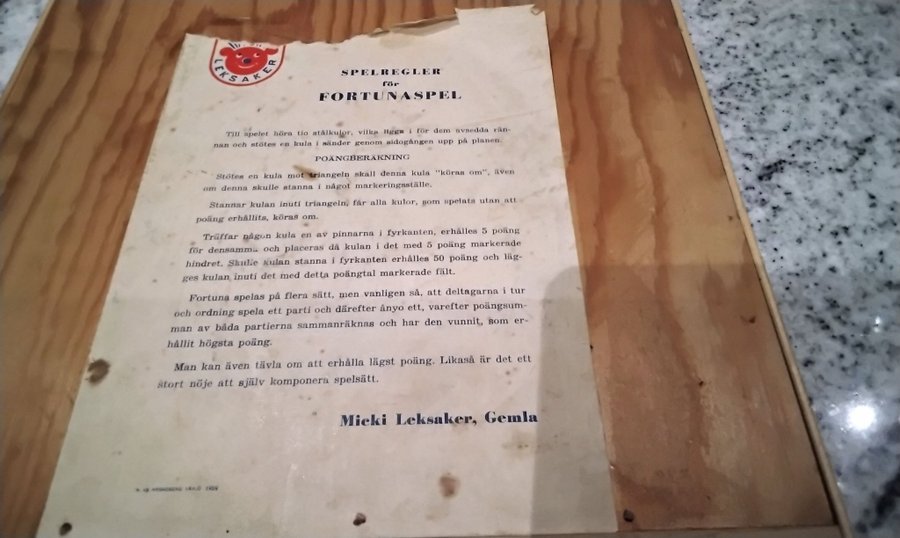 LEKSAKER
SPELREGLER
för
FORTUNASPEL
Till spelet höra tio stålkulor, vilka ligga i för dem avsedda rän-
nan och stötes en kula i sänder genom sidogången upp på planen.
POÄNGBERÄKNING
Stötes en kula mot triangeln skall denna kula "köras om", även
om denna skulle stanna i något markeringsställe.
Stannar kulan inuti triangeln, får alla kulor, som spelats utan att
poäng erhållits, köras om.
Träffar någon kula en av pinnarna i fyrkanten, erhålles 5 poäng
för densamma och placeras då kulan i det med 5 poäng markerade
hindret. Skulle kulan stanna i fyrkanten erhålles 50 poäng och läg-
ges kulan inuti det med detta poängtal markerade fält.
Fortuna spelas på flera sätt, men vanligen så, att deltagarna i tur
och ordning spela ett parti och därefter ånyo ett, varefter poängsum-
man av båda partierna sammanräknas och har den vunnit, som er-
hållit högsta poäng.
Man kan även tävla om att erhålla lägst poäng. Likaså är det ett
stort nöje att själv komponera spelsätt.
Micki Leksaker, Gemla